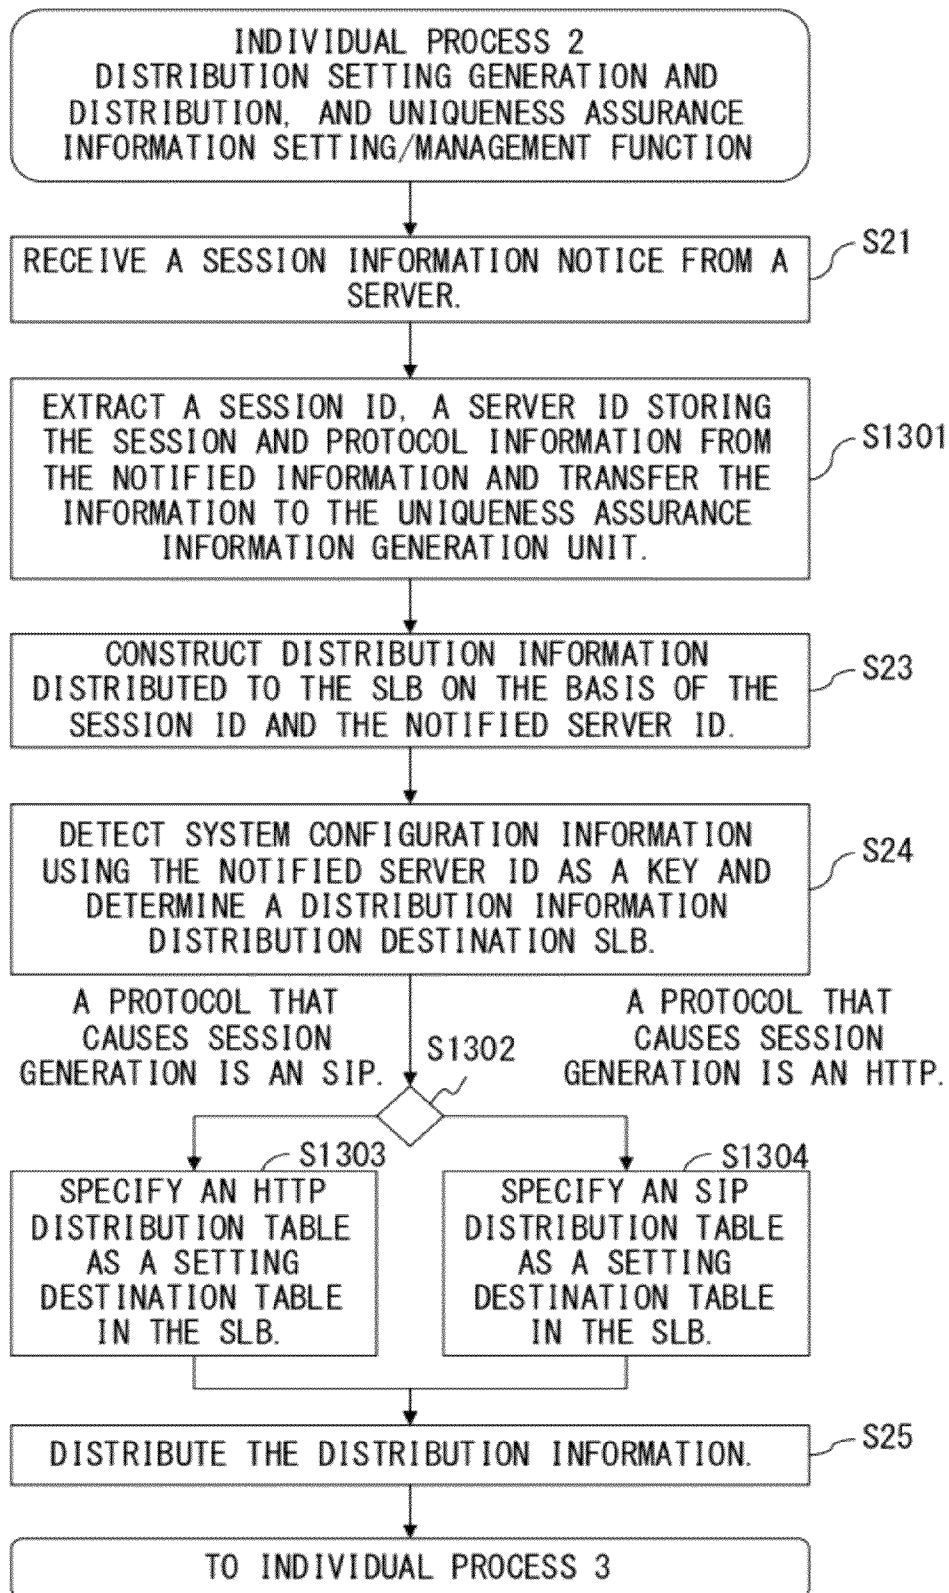 INDIVIDUAL PROCESS 2
DISTRIBUTION SETTING GENERATION AND
DISTRIBUTION, AND UNIQUENESS ASSURANCE
INFORMATION SETTING/MANAGEMENT FUNCTION
S21
RECEIVE A SESSION INFORMATION NOTICE FROM A
SERVER.
EXTRACT A SESSION ID, A SERVER ID STORING
THE SESSION AND PROTOCOL INFORMATION FROM
THE NOTIFIED INFORMATION AND TRANSFER THE
INFORMATION TO THE UNIQUENESS ASSURANCE
INFORMATION GENERATION UNIT.
S1301
CONSTRUCT DISTRIBUTION INFORMATION
DISTRIBUTED TO THE SLB ON THE BASIS OF THE
SESSION ID AND THE NOTIFIED SERVER ID.
S23
DETECT SYSTEM CONFIGURATION INFORMATION
USING THE NOTIFIED SERVER ID AS A KEY AND
DETERMINE A DISTRIBUTION INFORMATION
DISTRIBUTION DESTINATION SLB.
S24
A PROTOCOL THAT
CAUSES SESSION
GENERATION IS AN SIP.
S1302
A PROTOCOL THAT
CAUSES SESSION
GENERATION IS AN HTTP.
S1303
SPECIFY AN HTTP
DISTRIBUTION TABLE
AS A SETTING
DESTINATION TABLE
IN THE SLB.
S1304
SPECIFY AN SIP
DISTRIBUTION TABLE
AS A SETTING
DESTINATION TABLE
IN THE SLB.
DISTRIBUTE THE DISTRIBUTION INFORMATION.
S25
TO INDIVIDUAL PROCESS 3